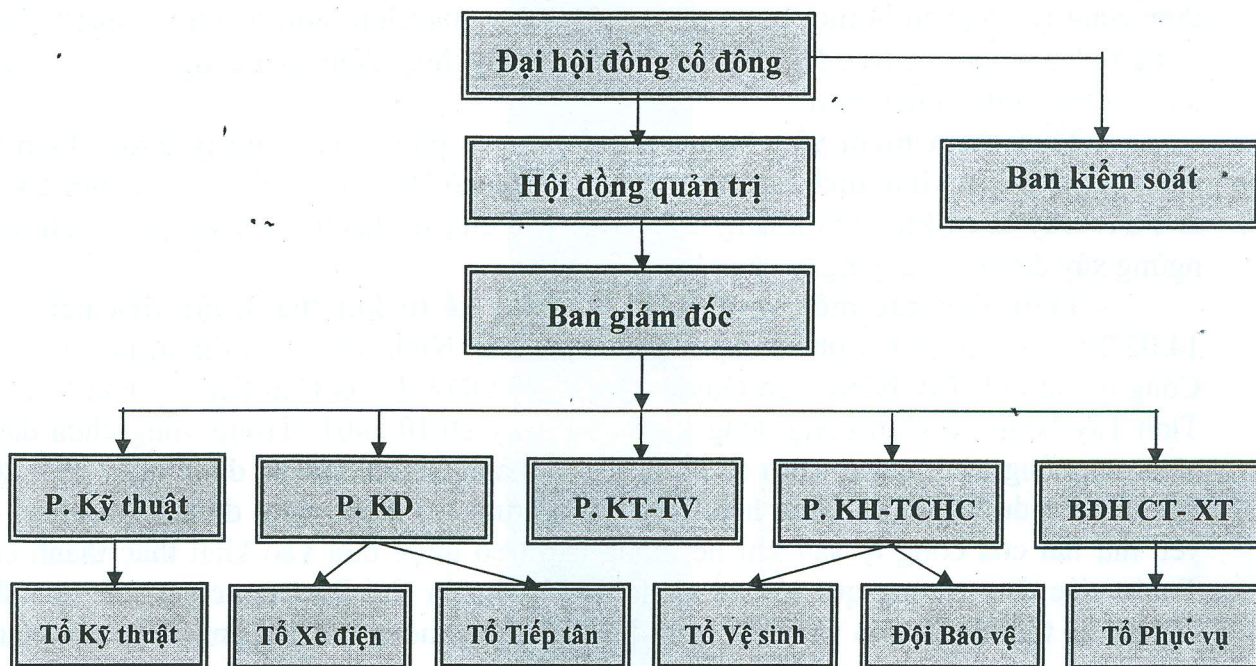 Đại hội đồng cổ đông
Hội đồng quản trị
Ban kiểm soát
ngừng
Ban giám đốc
P. Kỹ thuật
P. KD
P. KT-TV
P. KH-TCHC
BĐH CT- XT
Tổ Kỹ thuật
Tổ Xe điện
Tổ Tiếp tân
Tổ Vệ sinh
Đội Bảo vệ
Tổ Phục vụ